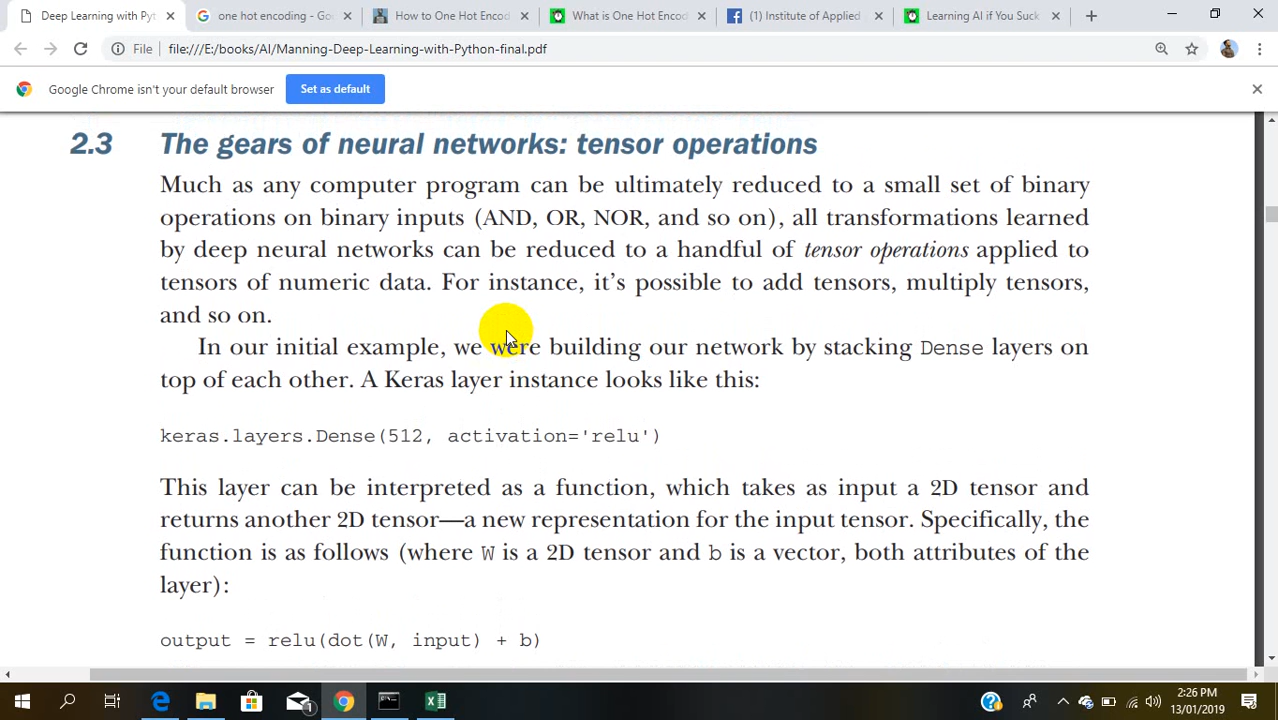 Deep Learning with Pyt
one hot encoding - Goo
How to One Hot Encod
What is One Hot Encod
(1) Institute of Applied
Learning AI if You Suck
File file:///E:/books/AI/Manning-Deep-Learning-with-Python-final.pdf
Google Chrome isn't your default browser Set as default
2.3 The gears of neural networks: tensor operations
Much as any computer program can be ultimately reduced to a small set of binary
operations on binary inputs (AND, OR, NOR, and so on), all transformations learned
by deep neural networks can be reduced to a handful of tensor operations applied to
tensors of numeric data. For instance, it's possible to add tensors, multiply tensors,
and so on.
In our initial example, we were building our network by stacking Dense layers on
top of each other. A Keras layer instance looks like this:
keras.layers.Dense(512, activation='relu')
This layer can be interpreted as a function, which takes as input a 2D tensor and
returns another 2D tensor—a new representation for the input tensor. Specifically, the
function is as follows (where W is a 2D tensor and b is a vector, both attributes of the
layer):
output = relu(dot(W, input) + b)
2:26 PM
13/01/2019